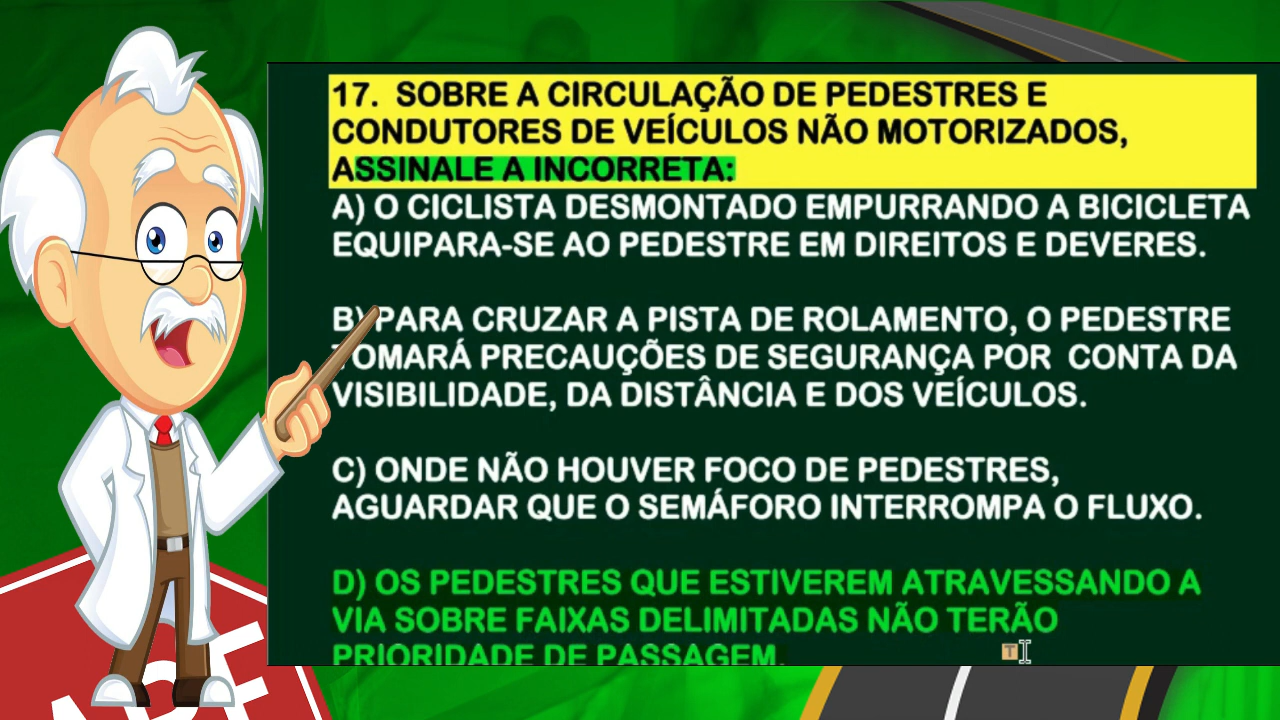 17. SOBRE A CIRCULAÇÃO DE PEDESTRES E
CONDUTORES DE VEÍCULOS NÃO MOTORIZADOS,
ASSINALE A INCORRETA:
A) O CICLISTA DESMONTADO EMPURRANDO A BICICLETA
EQUIPARA-SE AO PEDESTRE EM DIREITOS E DEVERES.
B) PARA CRUZAR A PISTA DE ROLAMENTO, O PEDESTRE
TOMARÁ PRECAUÇÕES DE SEGURANÇA POR CONTA DA
VISIBILIDADE, DA DISTÂNCIA E DOS VEÍCULOS.
C) ONDE NÃO HOUVER FOCO DE PEDESTRES,
AGUARDAR QUE O SEMÁFORO INTERROMPA O FLUXO.
D) OS PEDESTRES QUE ESTIVEREM ATRAVESSANDO A
VIA SOBRE FAIXAS DELIMITADAS NÃO TERÃO
PRIORIDADE DE PASSAGEM.
T